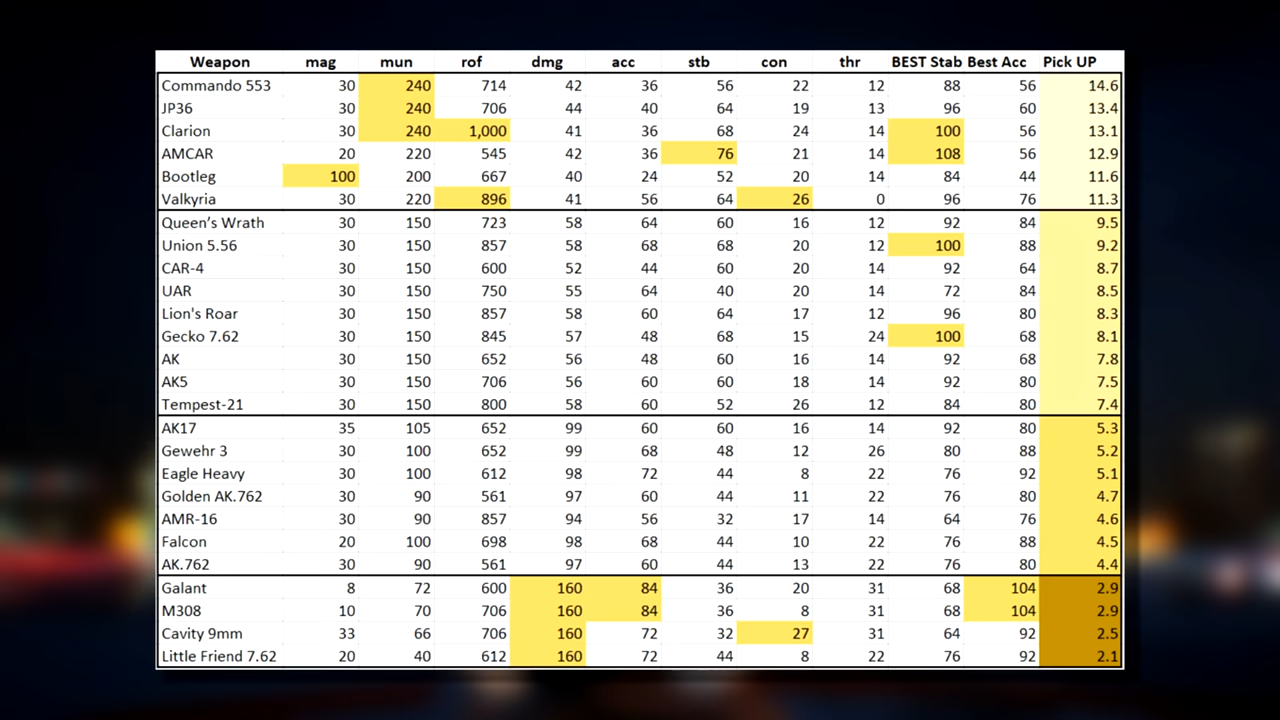 Weapon mag mun rof dmg acc stb con thr BEST Stab Best Acc Pick UP
Commando 553 30 240 714 42 36 56 22 12 88 56 14.6
JP36 30 240 706 44 40 64 19 13 96 60 13.4
Clarion 30 240 1,000 41 36 68 24 14 100 56 13.1
AMCAR 20 220 545 42 36 76 21 14 108 56 12.9
Bootleg 100 200 667 40 24 52 20 14 84 44 11.6
Valkyria 30 220 896 41 56 64 26 0 96 76 11.3
Queen's Wrath 30 150 723 58 64 60 16 12 92 84 9.5
Union 5.56 30 150 857 58 68 68 20 12 100 88 9.2
CAR-4 30 150 600 52 44 60 20 14 92 64 8.7
UAR 30 150 750 55 64 40 20 14 72 84 8.5
Lion's Roar 30 150 857 58 60 64 17 12 96 80 8.3
Gecko 7.62 30 150 845 57 48 68 15 24 100 68 8.1
AK 30 150 652 56 48 60 16 14 92 68 7.8
AK5 30 150 706 56 60 60 18 14 92 80 7.5
Tempest-21 30 150 800 58 60 52 26 12 84 80 7.4
AK17 35 105 652 99 60 60 16 14 92 80 5.3
Gewehr 3 30 100 652 99 68 48 12 26 80 88 5.2
Eagle Heavy 30 100 612 98 72 44 8 22 76 92 5.1
Golden AK.762 30 90 561 97 60 44 11 22 76 80 4.7
AMR-16 30 90 857 94 56 32 17 14 64 76 4.6
Falcon 20 100 698 98 68 44 10 22 76 88 4.5
AK.762 30 90 561 97 60 44 13 22 76 80 4.4
Galant 8 72 600 160 84 36 20 31 68 104 2.9
M308 10 70 706 160 84 36 8 31 68 104 2.9
Cavity 9mm 33 66 706 160 72 32 27 31 64 92 2.5
Little Friend 7.62 20 40 612 160 72 44 8 22 76 92 2.1